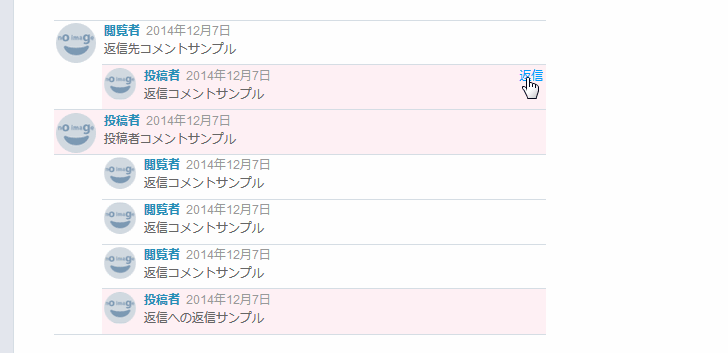 no image
閲覧者 2014年12月7日
返信先コメントサンプル
no image
投稿者 2014年12月7日 返信
返信コメントサンプル
no image
投稿者 2014年12月7日
投稿者コメントサンプル
no image
閲覧者 2014年12月7日
返信コメントサンプル
no image
閲覧者 2014年12月7日
返信コメントサンプル
no image
閲覧者 2014年12月7日
返信コメントサンプル
no image
投稿者 2014年12月7日
返信への返信サンプル